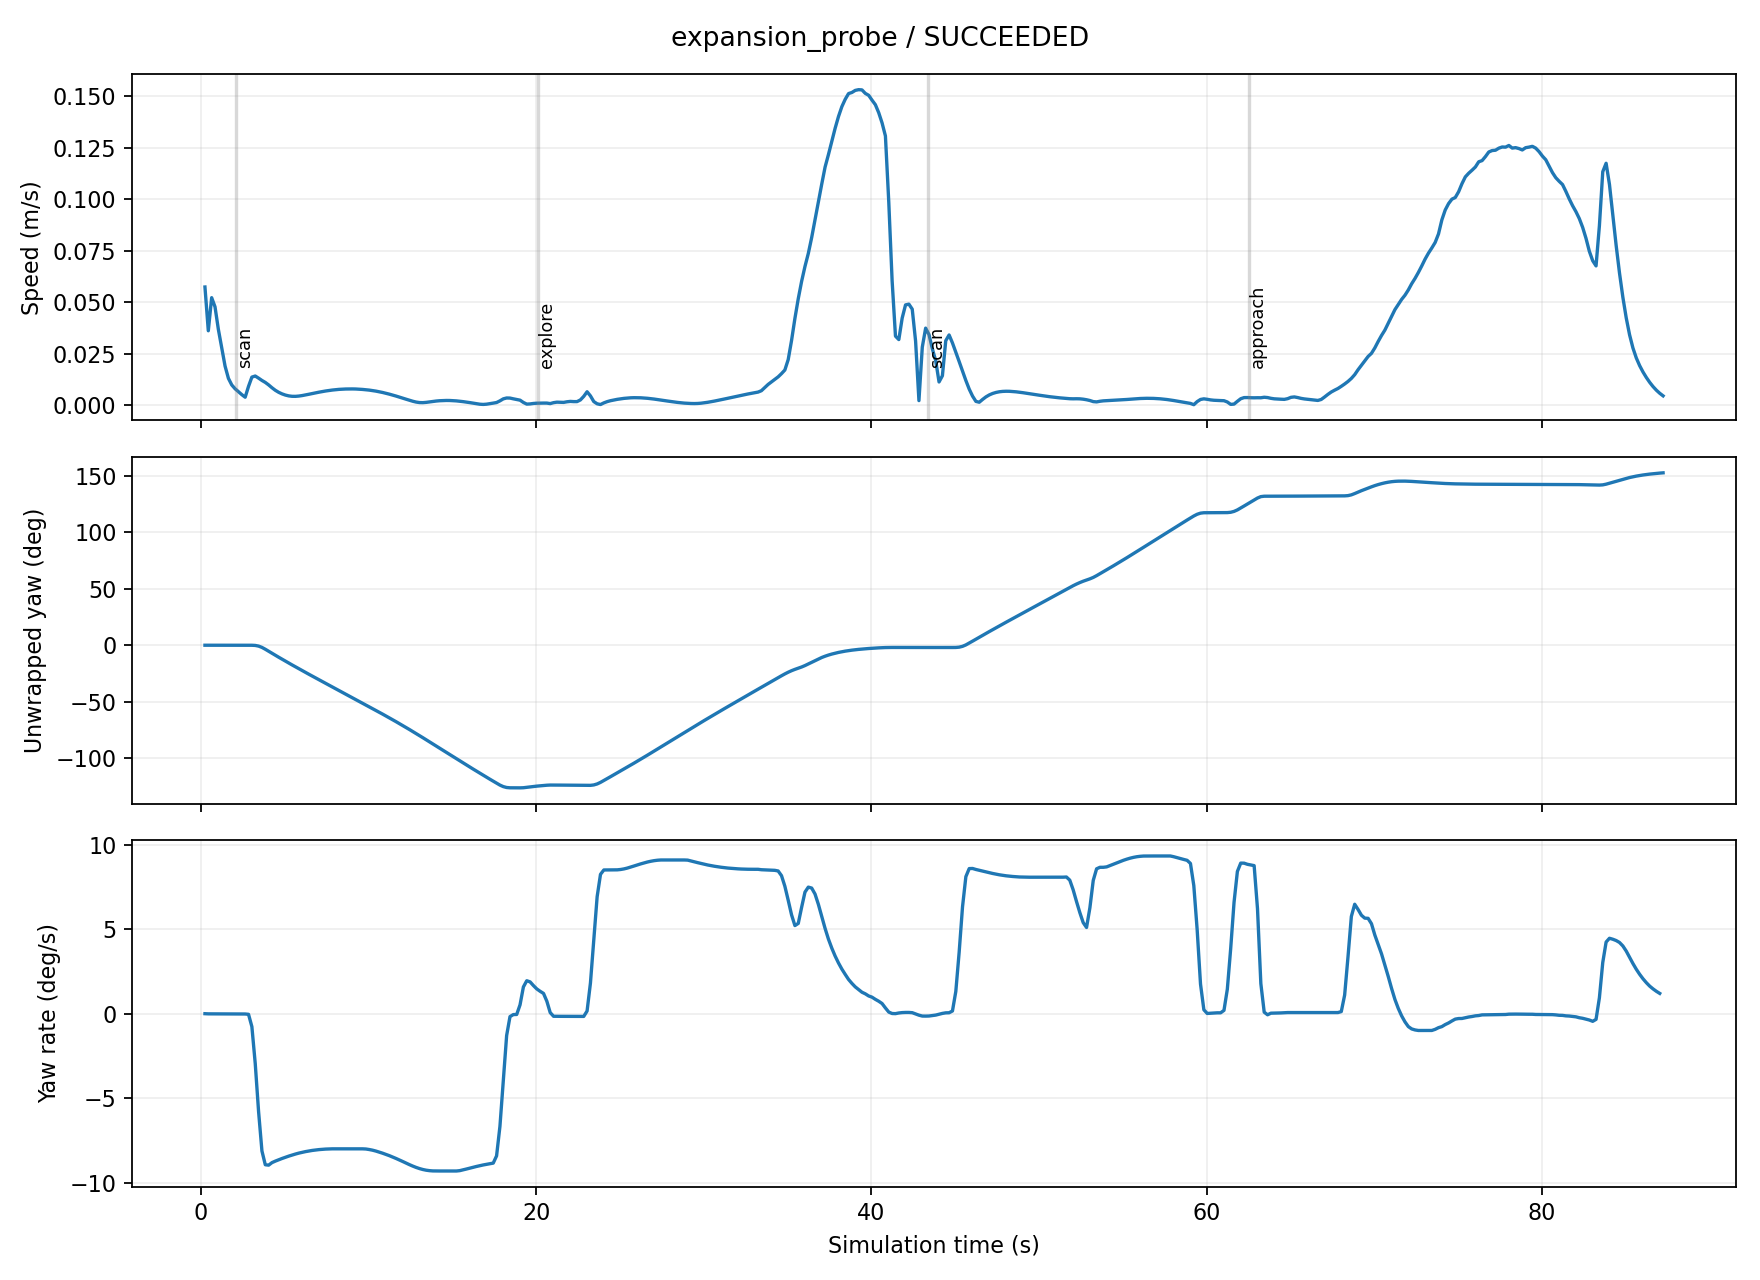 expansion_probe / SUCCEEDED
Speed (m/s)
0.150
0.125
0.100
0.075
0.050
0.025
0.000
scan
explore
scan
approach
Unwrapped yaw (deg)
150
100
50
0
−50
−100
Yaw rate (deg/s)
10
5
0
−5
−10
0 20 40 60 80
Simulation time (s)